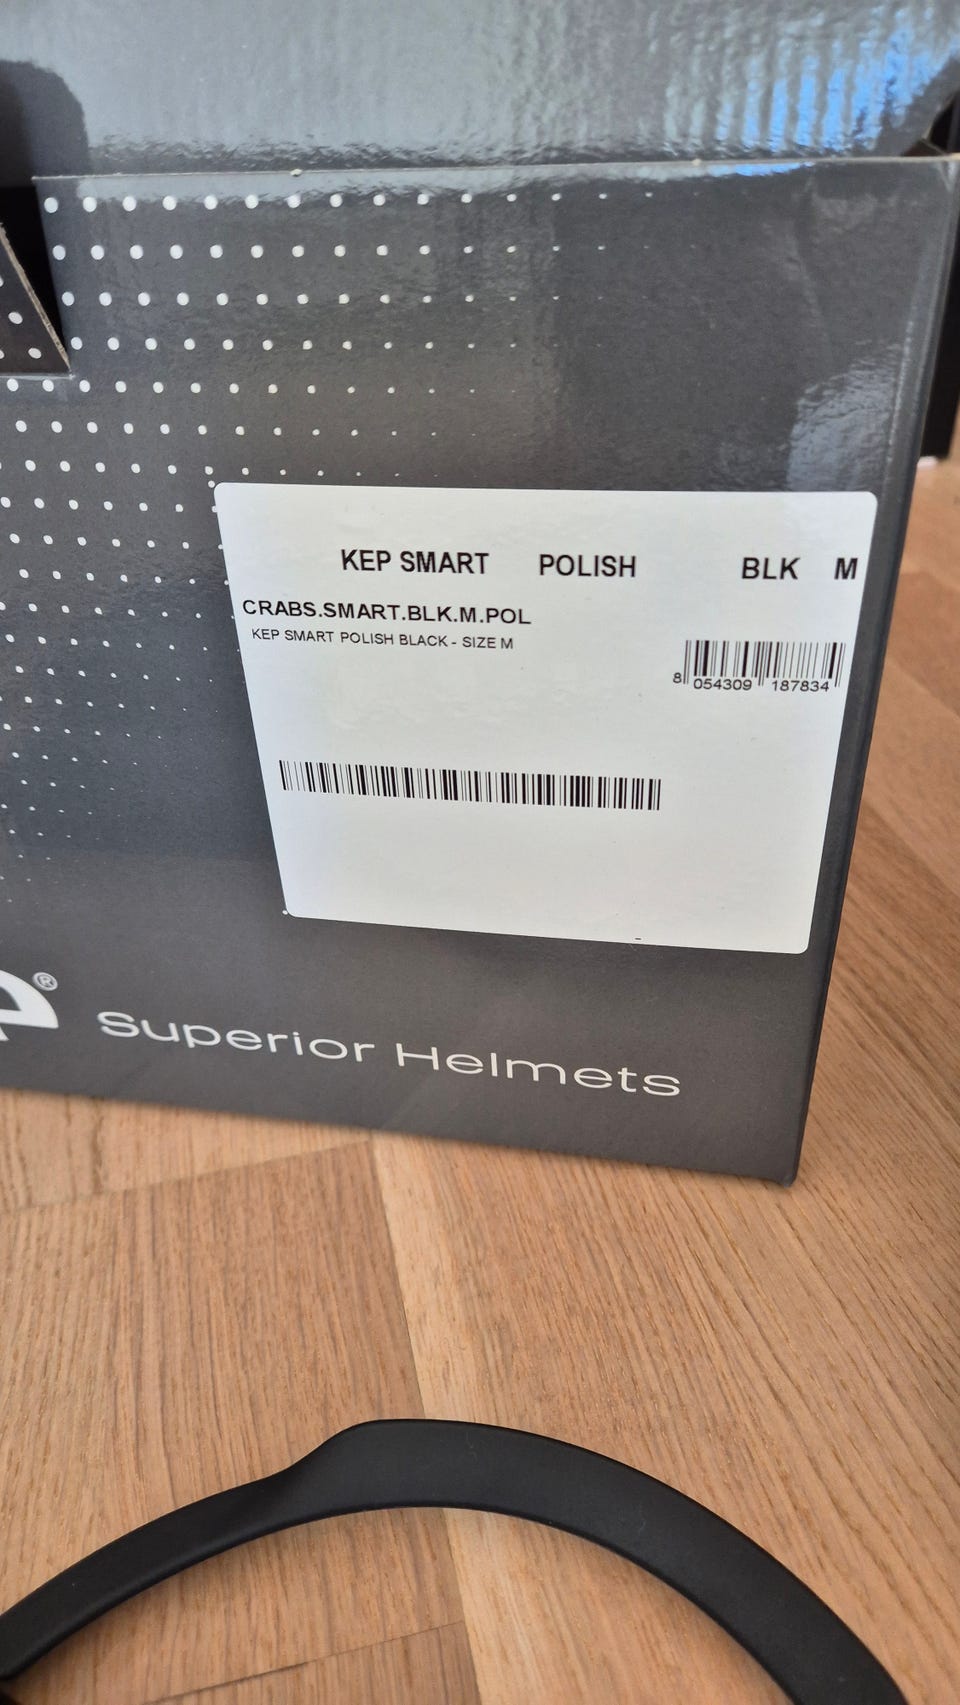 KEP SMART POLISH BLK M
CRABS.SMART.BLK.M.POL
KEP SMART POLISH BLACK - SIZE M
8 054309 187834
®
Superior Helmets